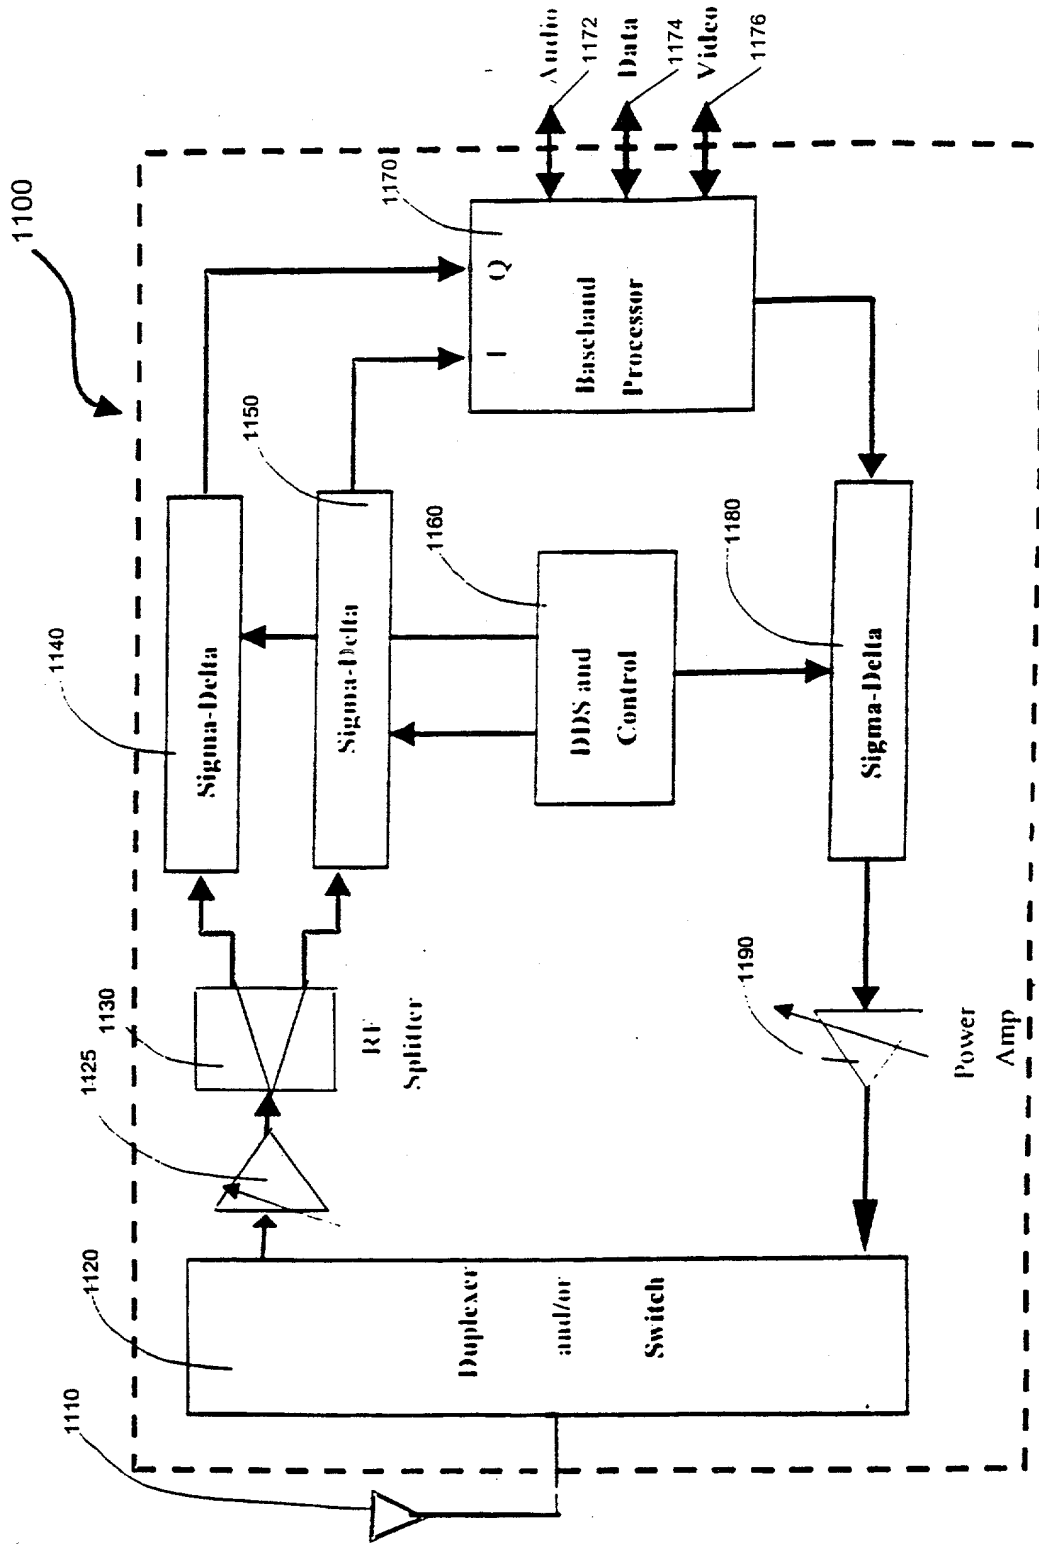 1100
1110
1120
Duplexer
and/or
Switch
1125
1130
RF
Splitter
1140
Sigma-Delta
1150
Sigma-Delta
1160
DDS and
Control
1170
Q
I
Baseband
Processor
Audio
1172
Data
1174
Video
1176
1180
Sigma-Delta
1190
Power
Amp